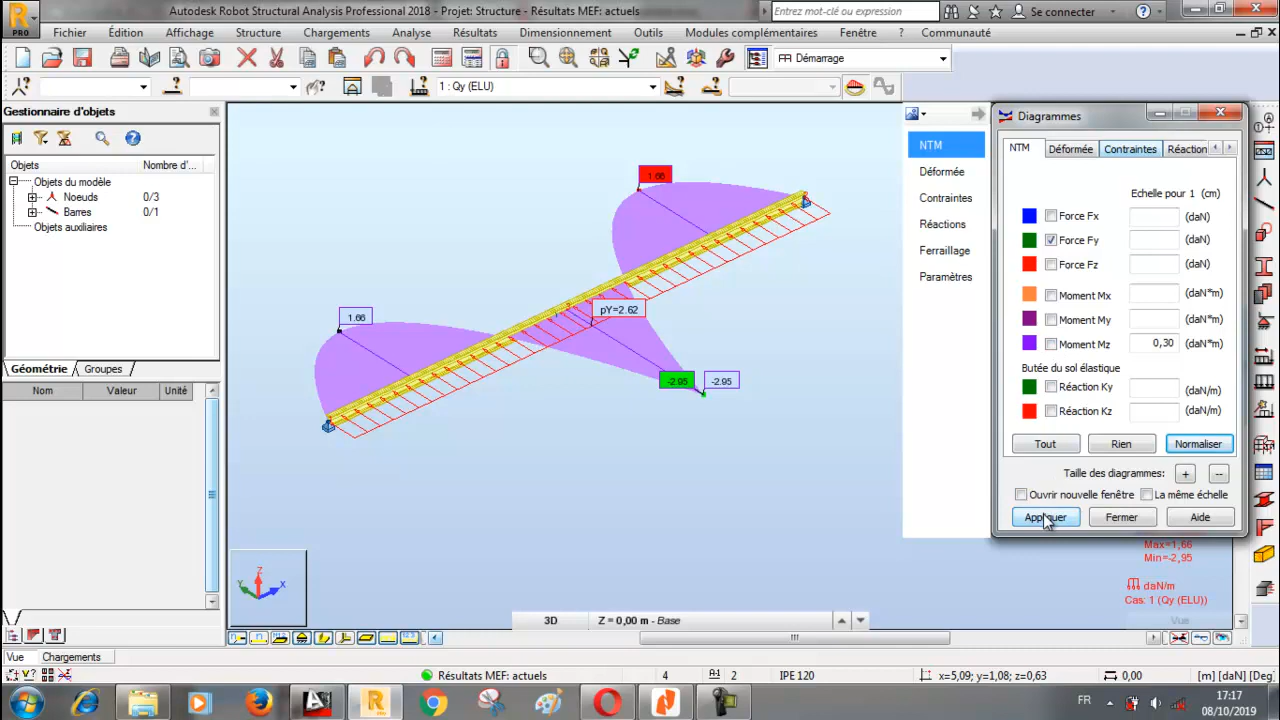 Autodesk Robot Structural Analysis Professional 2018 - Projet: Structure - Résultats MEF: actuels
Entrez mot-clé ou expression
Se connecter
PRO
Fichier Édition Affichage Structure Chargements Analyse Résultats Dimensionnement Outils Modules complémentaires Fenêtre ? Communauté
Démarrage
1 : Qy (ELU)
Gestionnaire d'objets
Objets Nombre d'...
Objets du modèle
Noeuds 0/3
Barres 0/1
Objets auxiliaires
Géométrie Groupes
Nom Valeur Unité
1.66
1.66
pY=2.62
-2.95
-2.95
NTM
Déformée
Contraintes
Réactions
Ferraillage
Paramètres
Diagrammes
NTM Déformée Contraintes Réaction
Echelle pour 1 (cm)
Force Fx (daN)
Force Fy (daN)
Force Fz (daN)
Moment Mx (daN*m)
Moment My (daN*m)
Moment Mz 0,30 (daN*m)
Butée du sol élastique
Réaction Ky (daN/m)
Réaction Kz (daN/m)
Tout Rien Normaliser
Taille des diagrammes: + --
Ouvrir nouvelle fenêtre La même échelle
Appliquer Fermer Aide
Max=1,66
Min=-2,95
daN/m
Cas: 1 (Qy (ELU))
Z
Y X
3D Z = 0,00 m - Base
Vue
Vue Chargements
Résultats MEF: actuels 4 2 IPE 120 x=5,09; y=1,08; z=0,63 0,00 [m] [daN] [Deg
FR
17:17
08/10/2019